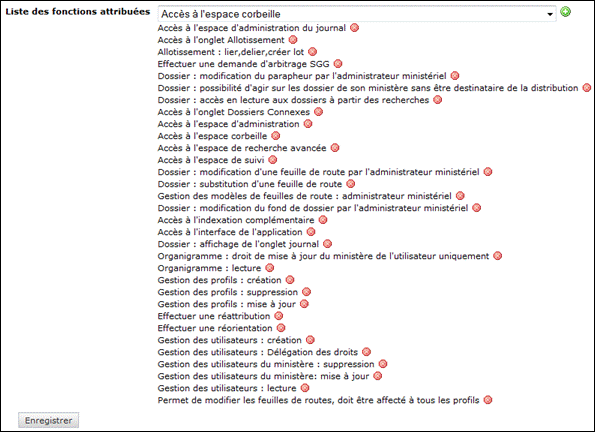 Liste des fonctions attribuées
Accès à l'espace corbeille
Accès à l'espace d'administration du journal
Accès à l'onglet Allotissement
Allotissement : lier,delier,créer lot
Effectuer une demande d'arbitrage SGG
Dossier : modification du parapheur par l'administrateur ministériel
Dossier : possibilité d'agir sur les dossier de son ministère sans être destinataire de la distribution
Dossier : accès en lecture aux dossiers à partir des recherches
Accès à l'onglet Dossiers Connexes
Accès à l'espace d'administration
Accès à l'espace corbeille
Accès à l'espace de recherche avancée
Accès à l'espace de suivi
Dossier : modification d'une feuille de route par l'administrateur ministériel
Dossier : substitution d'une feuille de route
Gestion des modèles de feuilles de route : administrateur ministériel
Dossier : modification du fond de dossier par l'administrateur ministériel
Accès à l'indexation complémentaire
Accès à l'interface de l'application
Dossier : affichage de l'onglet journal
Organigramme : droit de mise à jour du ministère de l'utilisateur uniquement
Organigramme : lecture
Gestion des profils : création
Gestion des profils : suppression
Gestion des profils : mise à jour
Effectuer une réattribution
Effectuer une réorientation
Gestion des utilisateurs : création
Gestion des utilisateurs : Délégation des droits
Gestion des utilisateurs du ministère : suppression
Gestion des utilisateurs du ministère: mise à jour
Gestion des utilisateurs : lecture
Permet de modifier les feuilles de routes, doit être affecté à tous les profils
Enregistrer